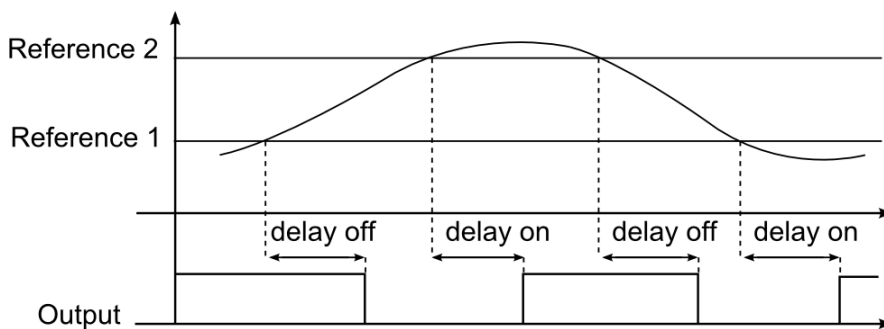 Reference 2
Reference 1
delay off delay on delay off delay on
Output